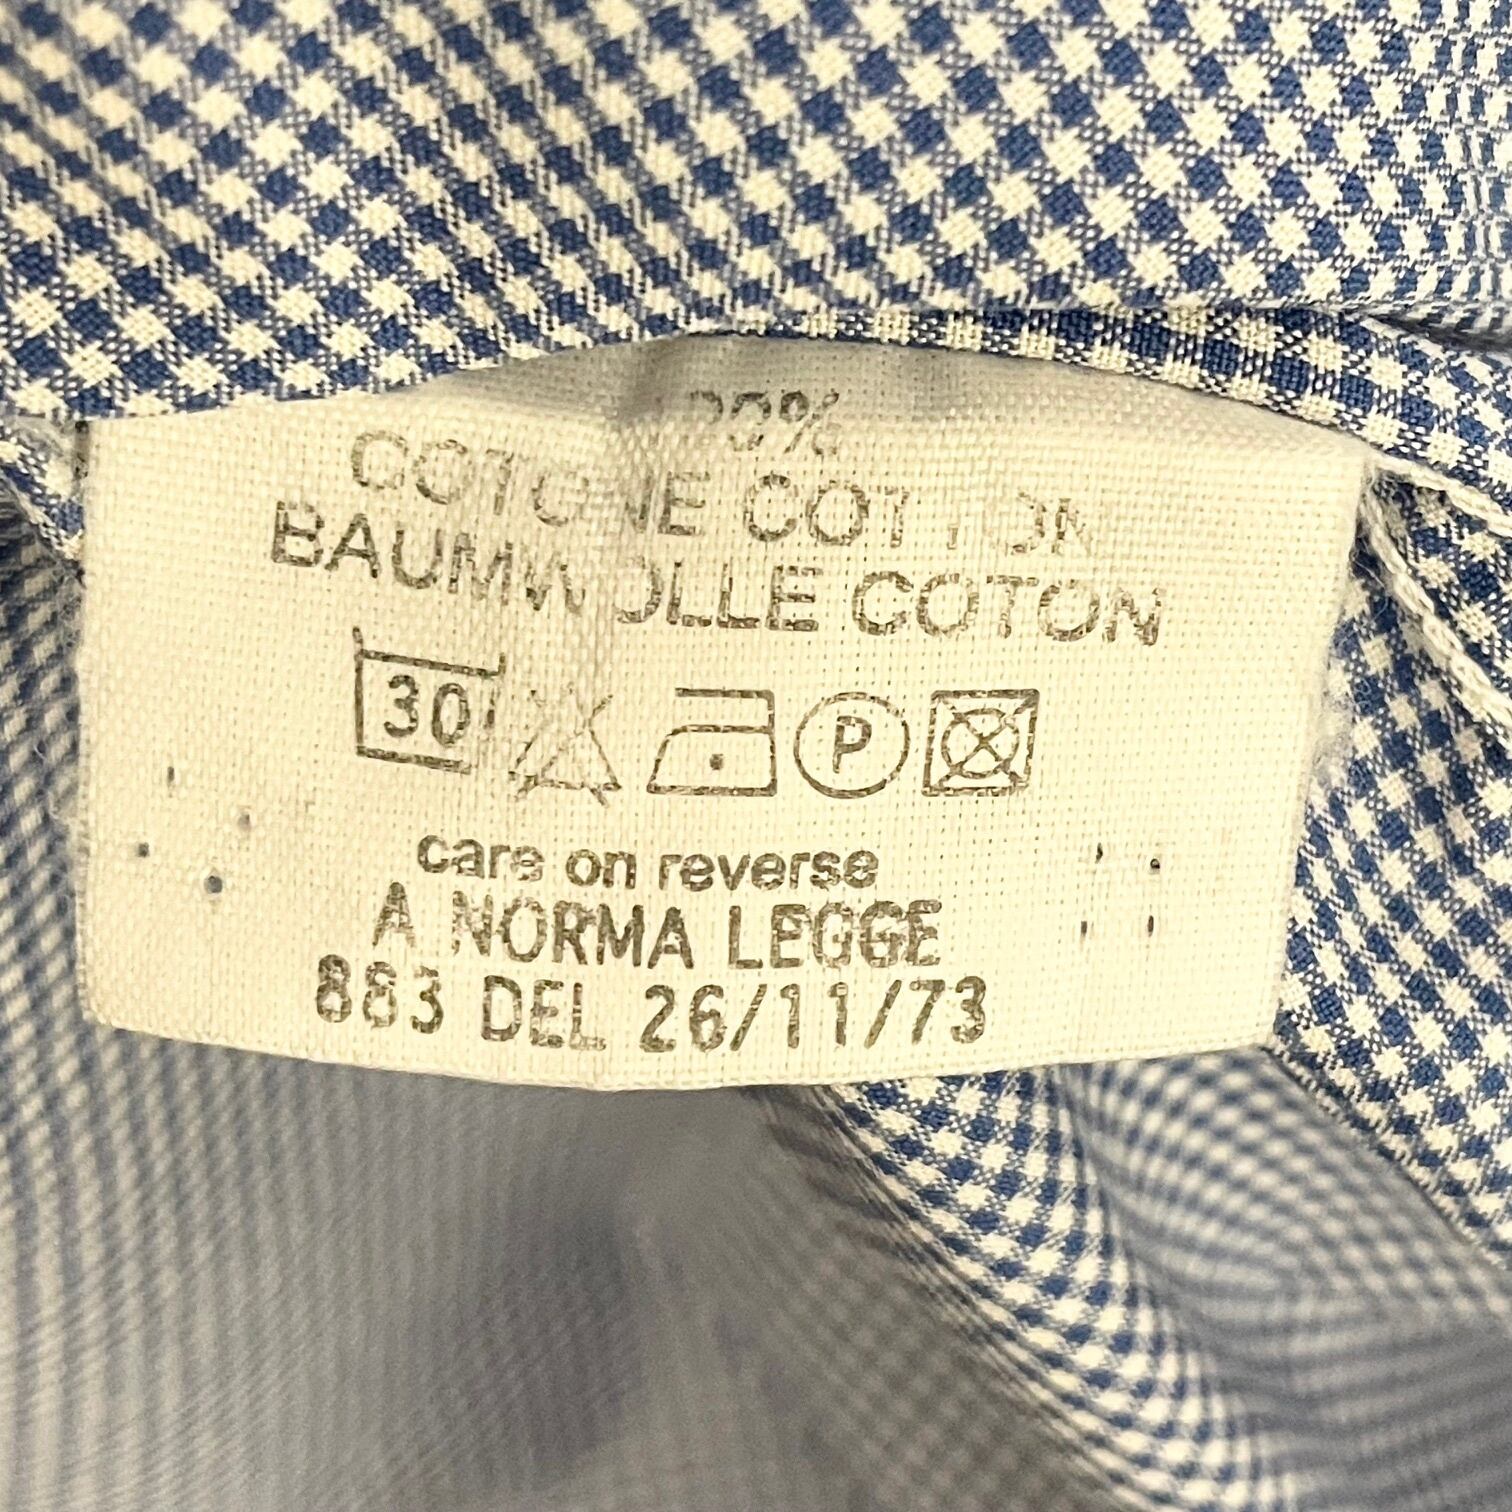 COTONE COTTON
BAUMWOLLE COTON
30 P
care on reverse
A NORMA LEGGE
883 DEL 26/11/73